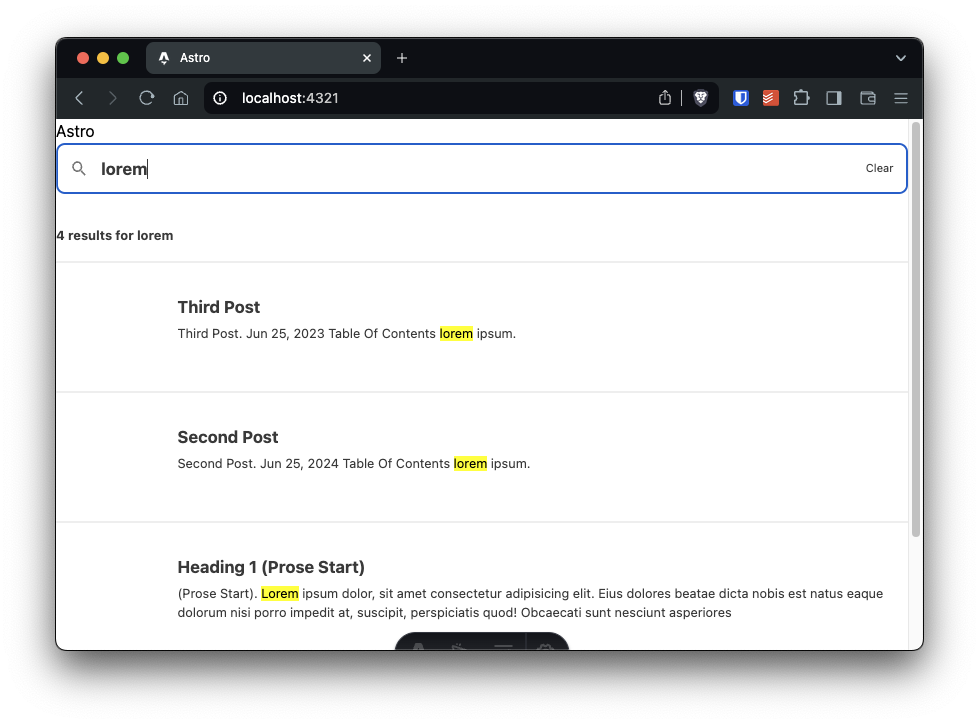 Astro
localhost:4321
Astro
lorem
Clear
4 results for lorem
Third Post
Third Post. Jun 25, 2023 Table Of Contents lorem ipsum.
Second Post
Second Post. Jun 25, 2024 Table Of Contents lorem ipsum.
Heading 1 (Prose Start)
(Prose Start). Lorem ipsum dolor, sit amet consectetur adipisicing elit. Eius dolores beatae dicta nobis est natus eaque
dolorum nisi porro impedit at, suscipit, perspiciatis quod! Obcaecati sunt nesciunt asperiores